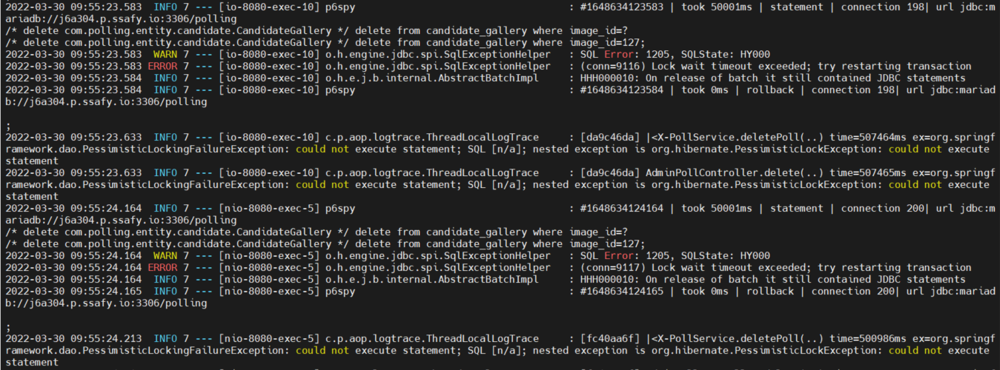 2022-03-30 09:55:23.583  INFO 7 --- [io-8080-exec-10] p6spy                                    : #1648634123583 | took 50001ms | statement | connection 198| url jdbc:m
ariadb://j6a304.p.ssafy.io:3306/polling
/* delete com.polling.entity.candidate.CandidateGallery */ delete from candidate_gallery where image_id=?
/* delete com.polling.entity.candidate.CandidateGallery */ delete from candidate_gallery where image_id=127;
2022-03-30 09:55:23.583  WARN 7 --- [io-8080-exec-10] o.h.engine.jdbc.spi.SqlExceptionHelper   : SQL Error: 1205, SQLState: HY000
2022-03-30 09:55:23.583 ERROR 7 --- [io-8080-exec-10] o.h.engine.jdbc.spi.SqlExceptionHelper   : (conn=9116) Lock wait timeout exceeded; try restarting transaction
2022-03-30 09:55:23.584  INFO 7 --- [io-8080-exec-10] o.h.e.j.b.internal.AbstractBatchImpl     : HHH000010: On release of batch it still contained JDBC statements
2022-03-30 09:55:23.584  INFO 7 --- [io-8080-exec-10] p6spy                                    : #1648634123584 | took 0ms | rollback | connection 198| url jdbc:mariad
b://j6a304.p.ssafy.io:3306/polling
;
2022-03-30 09:55:23.633  INFO 7 --- [io-8080-exec-10] c.p.aop.logtrace.ThreadLocalLogTrace     : [da9c46da] |<X-PollService.deletePoll(..) time=507464ms ex=org.springf
ramework.dao.PessimisticLockingFailureException: could not execute statement; SQL [n/a]; nested exception is org.hibernate.PessimisticLockException: could not execute
statement
2022-03-30 09:55:23.633  INFO 7 --- [io-8080-exec-10] c.p.aop.logtrace.ThreadLocalLogTrace     : [da9c46da] AdminPollController.delete(..) time=507465ms ex=org.springf
ramework.dao.PessimisticLockingFailureException: could not execute statement; SQL [n/a]; nested exception is org.hibernate.PessimisticLockException: could not execute
statement
2022-03-30 09:55:24.164  INFO 7 --- [nio-8080-exec-5] p6spy                                    : #1648634124164 | took 50001ms | statement | connection 200| url jdbc:m
ariadb://j6a304.p.ssafy.io:3306/polling
/* delete com.polling.entity.candidate.CandidateGallery */ delete from candidate_gallery where image_id=?
/* delete com.polling.entity.candidate.CandidateGallery */ delete from candidate_gallery where image_id=127;
2022-03-30 09:55:24.164  WARN 7 --- [nio-8080-exec-5] o.h.engine.jdbc.spi.SqlExceptionHelper   : SQL Error: 1205, SQLState: HY000
2022-03-30 09:55:24.164 ERROR 7 --- [nio-8080-exec-5] o.h.engine.jdbc.spi.SqlExceptionHelper   : (conn=9117) Lock wait timeout exceeded; try restarting transaction
2022-03-30 09:55:24.164  INFO 7 --- [nio-8080-exec-5] o.h.e.j.b.internal.AbstractBatchImpl     : HHH000010: On release of batch it still contained JDBC statements
2022-03-30 09:55:24.165  INFO 7 --- [nio-8080-exec-5] p6spy                                    : #1648634124165 | took 0ms | rollback | connection 200| url jdbc:mariad
b://j6a304.p.ssafy.io:3306/polling
;
2022-03-30 09:55:24.213  INFO 7 --- [nio-8080-exec-5] c.p.aop.logtrace.ThreadLocalLogTrace     : [fc40aa6f] |<X-PollService.deletePoll(..) time=500986ms ex=org.springf
ramework.dao.PessimisticLockingFailureException: could not execute statement; SQL [n/a]; nested exception is org.hibernate.PessimisticLockException: could not execute
statement